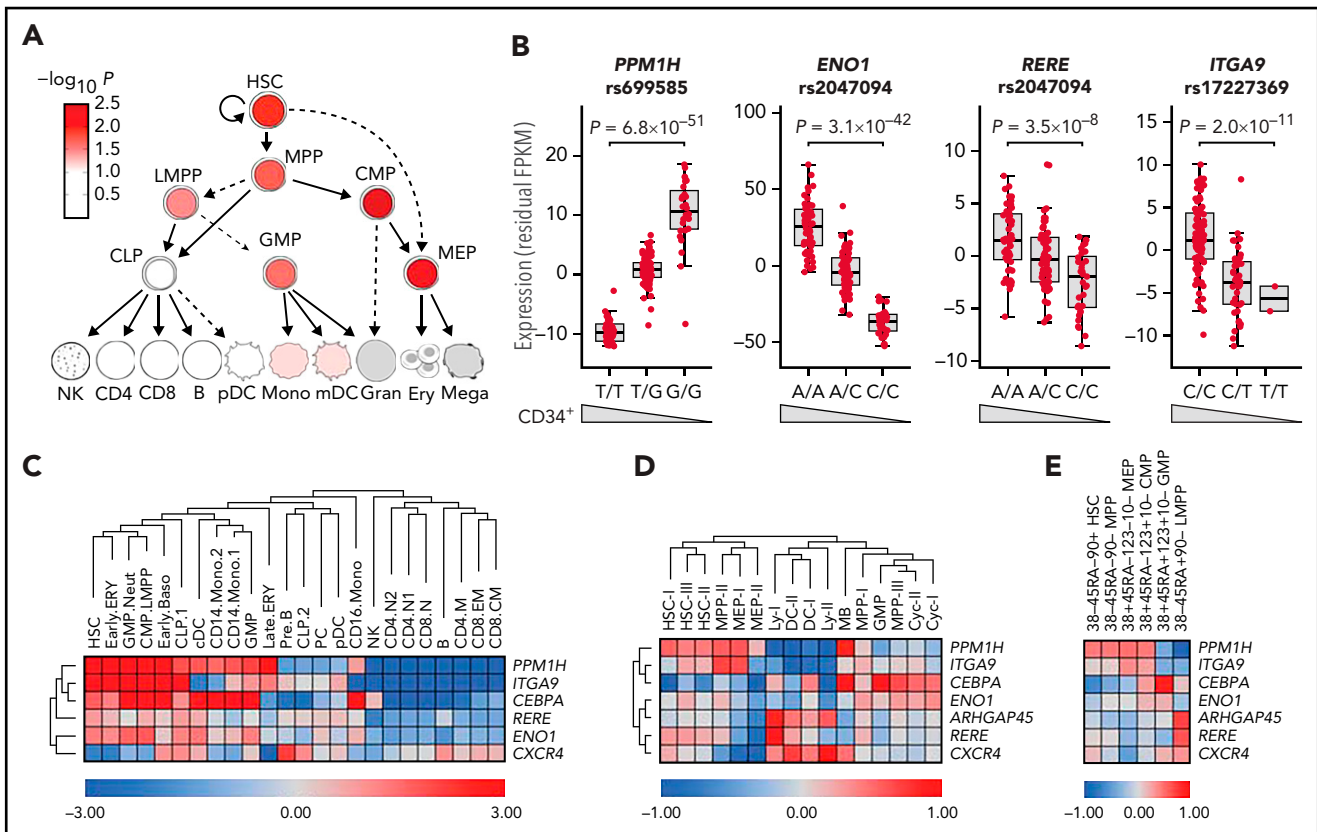 A
−log10 P
2.5
2.0
1.5
1.0
0.5
HSC
MPP
LMPP
CMP
CLP
GMP
MEP
NK CD4 CD8 B pDC Mono mDC Gran Ery Mega
B
Expression (residual FPKM)
PPM1H
rs699585
P = 6.8×10−51
20
10
0
−10
T/T T/G G/G
CD34+
ENO1
rs2047094
P = 3.1×10−42
50
0
−50
A/A A/C C/C
RERE
rs2047094
P = 3.5×10−8
10
5
0
−5
−10
A/A A/C C/C
ITGA9
rs17227369
P = 2.0×10−11
15
10
5
0
−5
−10
C/C C/T T/T
C
HSC
Early.ERY
GMP.Neut
CMP.LMPP
Early.Baso
CLP.1
cDC
CD14.Mono.2
CD14.Mono.1
GMP
Late.ERY
Pre.B
CLP.2
PC
pDC
CD16.Mono
NK
CD4.N2
CD4.N1
CD8.N
B
CD4.M
CD8.EM
CD8.CM
PPM1H
ITGA9
CEBPA
RERE
ENO1
CXCR4
−3.00 0.00 3.00
D
HSC-I
HSC-III
HSC-II
MPP-II
MEP-I
MEP-II
Ly-I
DC-II
DC-I
Ly-II
MB
MPP-I
GMP
MPP-III
Cyc-II
Cyc-I
PPM1H
ITGA9
CEBPA
ENO1
ARHGAP45
RERE
CXCR4
−1.00 0.00 1.00
E
38−45RA−90+ HSC
38−45RA−90− MPP
38+45RA−123−10− MEP
38+45RA−123+10− CMP
38+45RA+123+10− GMP
38−45RA+90− LMPP
PPM1H
ITGA9
CEBPA
ENO1
ARHGAP45
RERE
CXCR4
−1.00 0.00 1.00